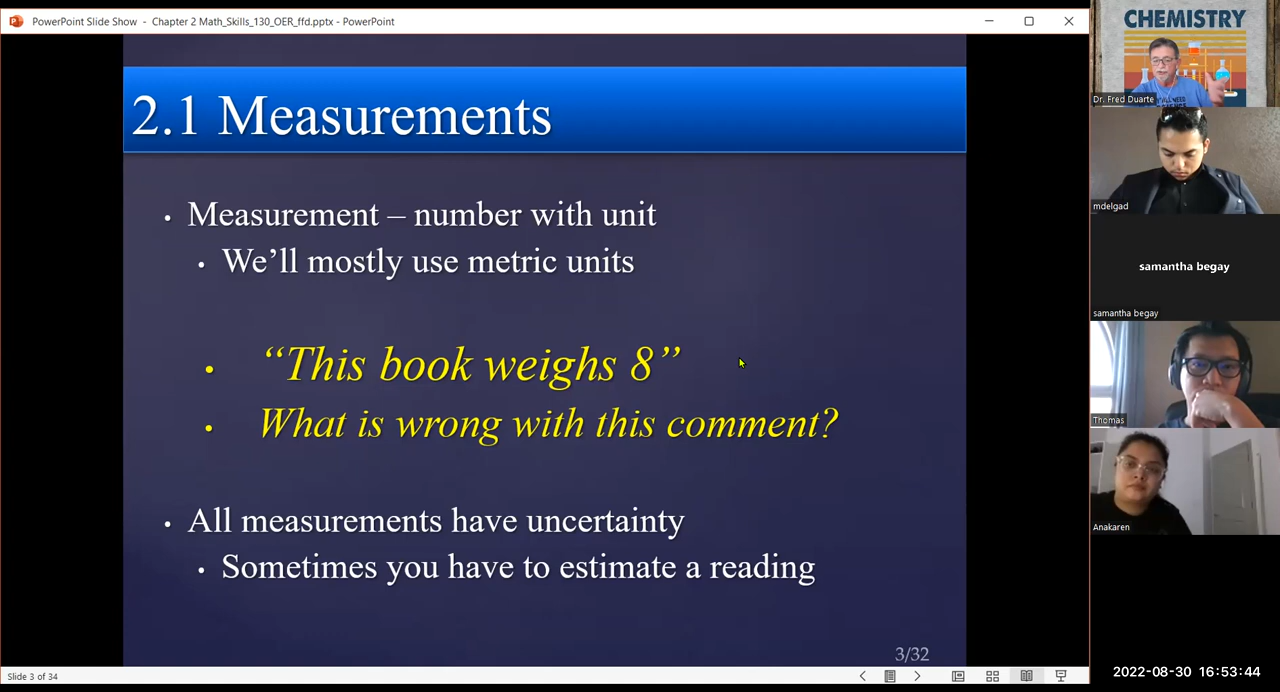 PowerPoint Slide Show - Chapter 2 Math_Skills_130_OER_ffd.pptx - PowerPoint
2.1 Measurements
• Measurement – number with unit
• We’ll mostly use metric units
• “This book weighs 8”
• What is wrong with this comment?
• All measurements have uncertainty
• Sometimes you have to estimate a reading
3/32
Slide 3 of 34
CHEMISTRY
Dr. Fred Duarte
mdelgad
samantha begay
samantha begay
Thomas
Anakaren
2022-08-30 16:53:44